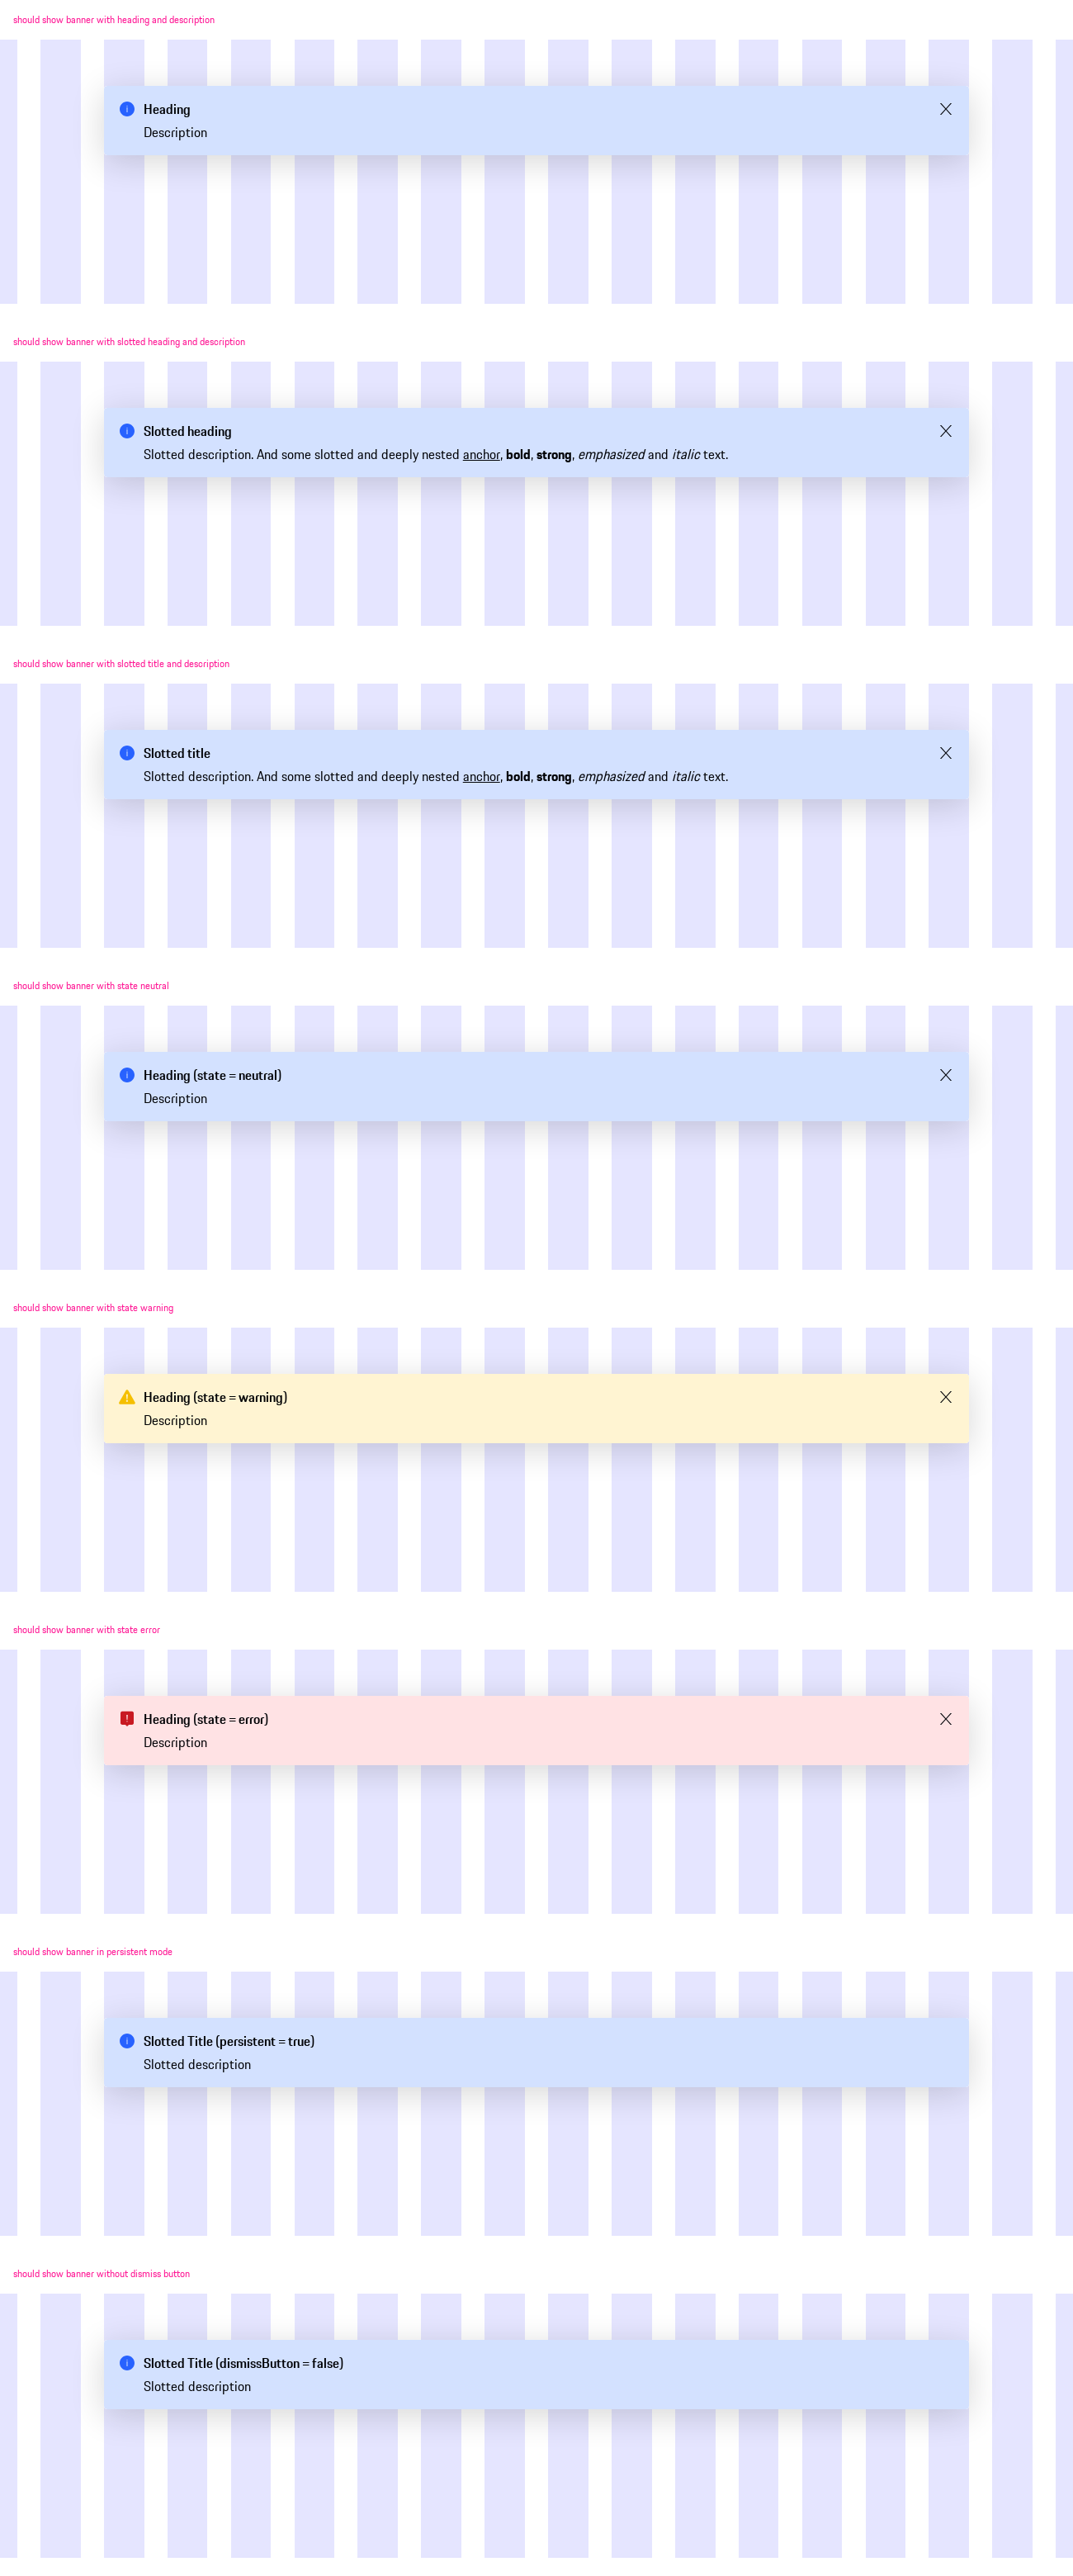 should show banner with heading and description
Heading
Description
should show banner with slotted heading and description
Slotted heading
Slotted description. And some slotted and deeply nested anchor, bold, strong, emphasized and italic text.
should show banner with slotted title and description
Slotted title
Slotted description. And some slotted and deeply nested anchor, bold, strong, emphasized and italic text.
should show banner with state neutral
Heading (state = neutral)
Description
should show banner with state warning
Heading (state = warning)
Description
should show banner with state error
Heading (state = error)
Description
should show banner in persistent mode
Slotted Title (persistent = true)
Slotted description
should show banner without dismiss button
Slotted Title (dismissButton = false)
Slotted description